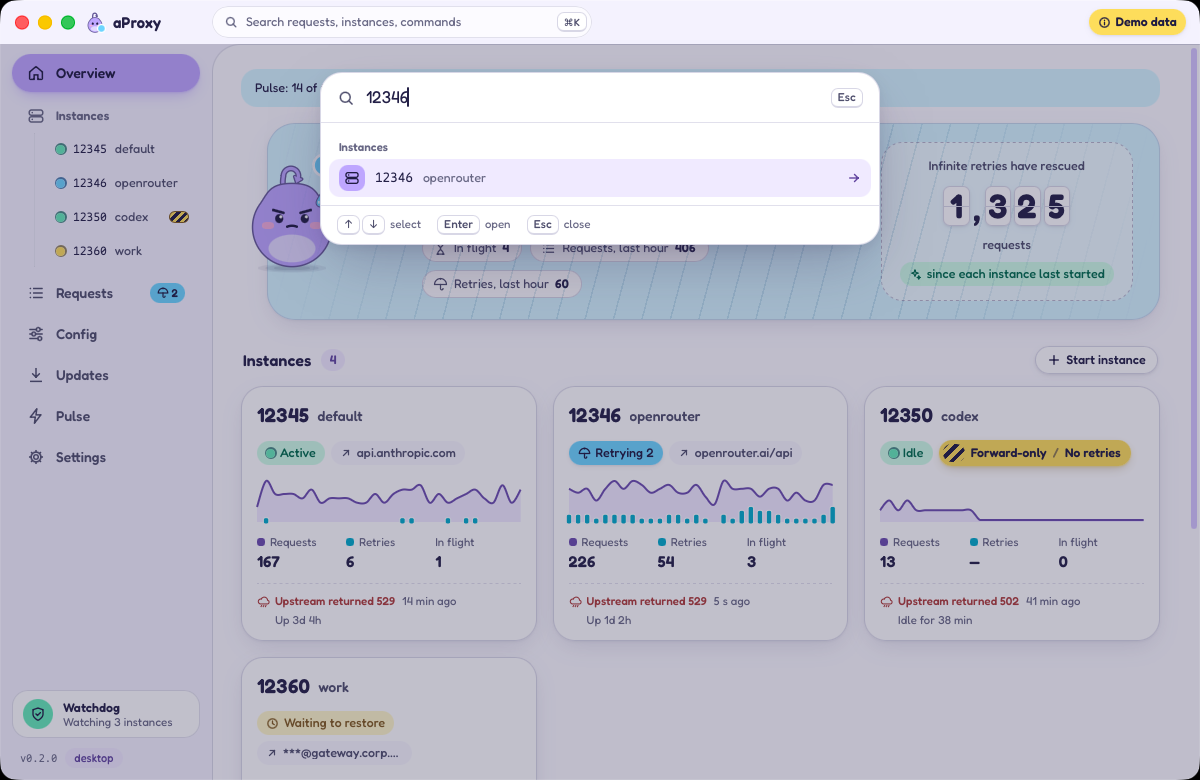 aProxy
Search requests, instances, commands
⌘K
Demo data
Overview
Instances
12345 default
12346 openrouter
12350 codex
12360 work
Requests
2
Config
Updates
Pulse
Settings
Watchdog
Watching 3 instances
v0.2.0 desktop
Pulse: 14 of
12346
Esc
Instances
12346 openrouter
↑ ↓ select Enter open Esc close
In flight 4
Requests, last hour 406
Retries, last hour 60
Infinite retries have rescued
1,325
requests
since each instance last started
Instances 4
+ Start instance
12345 default
Active
api.anthropic.com
Requests Retries In flight
167 6 1
Upstream returned 529 14 min ago
Up 3d 4h
12346 openrouter
Retrying 2
openrouter.ai/api
Requests Retries In flight
226 54 3
Upstream returned 529 5 s ago
Up 1d 2h
12350 codex
Idle
Forward-only / No retries
Requests Retries In flight
13 — 0
Upstream returned 502 41 min ago
Idle for 38 min
12360 work
Waiting to restore
***@gateway.corp....